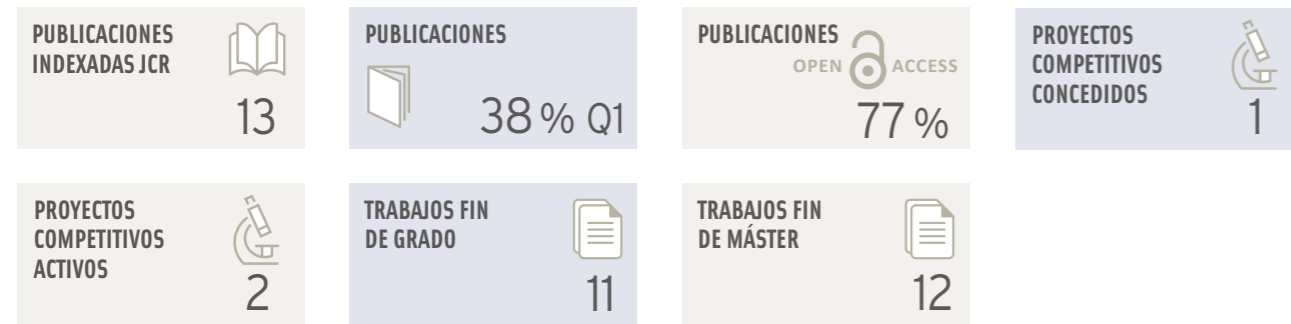 PUBLICACIONES
INDEXADAS JCR
13
PUBLICACIONES
38 % Q1
PUBLICACIONES
OPEN ACCESS
77 %
PROYECTOS
COMPETITIVOS
CONCEDIDOS
1
PROYECTOS
COMPETITIVOS
ACTIVOS
2
TRABAJOS FIN
DE GRADO
11
TRABAJOS FIN
DE MÁSTER
12